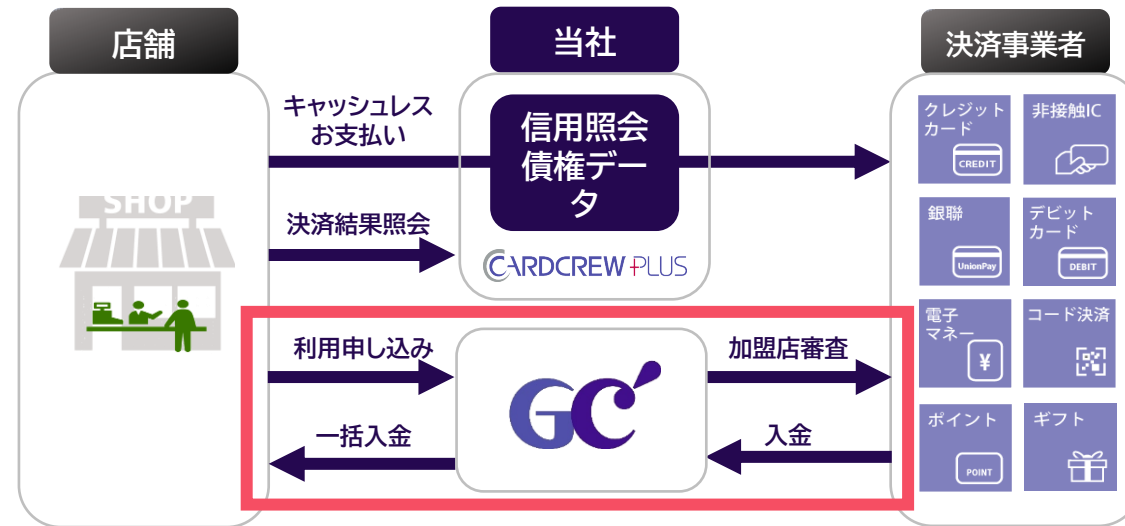 店舗
当社
決済事業者
キャッシュレス
お支払い
信用照会
債権デー
タ
決済結果照会
CARDCREW PLUS
SHOP
利用申し込み
加盟店審査
GC
一括入金
入金
クレジット
カード
CREDIT
非接触IC
銀聯
UnionPay
デビット
カード
DEBIT
電子
マネー
¥
コード決済
ポイント
POINT
ギフト